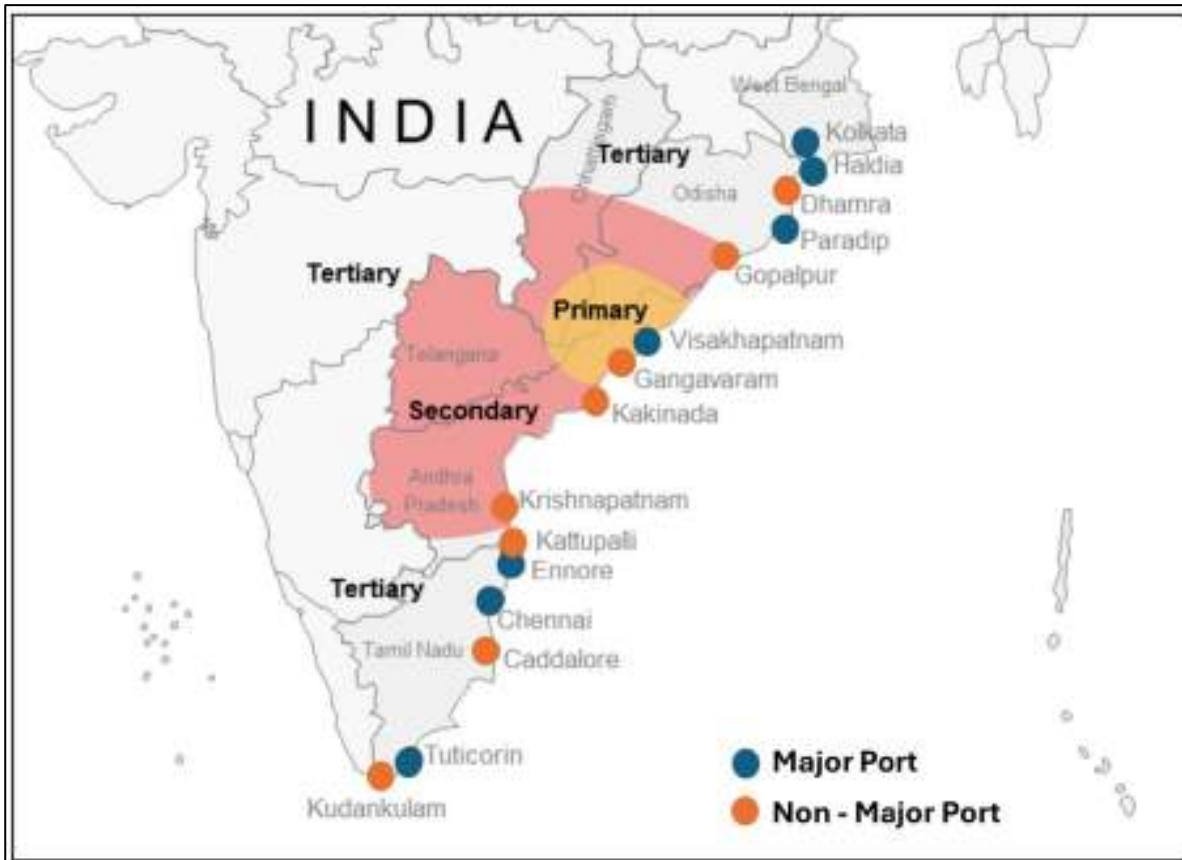 West Bengal
INDIA
Kolkata
Chhattisgarh
Tertiary
Haldia
Odisha
Dhamra
Paradip
Tertiary
Gopalpur
Primary
Visakhapatnam
Telangana
Gangavaram
Secondary
Kakinada
Andhra
Pradesh
Krishnapatnam
Kattupalli
Ennore
Tertiary
Chennai
Tamil Nadu
Caddalore
Tuticorin
Kudankulam
Major Port
Non - Major Port